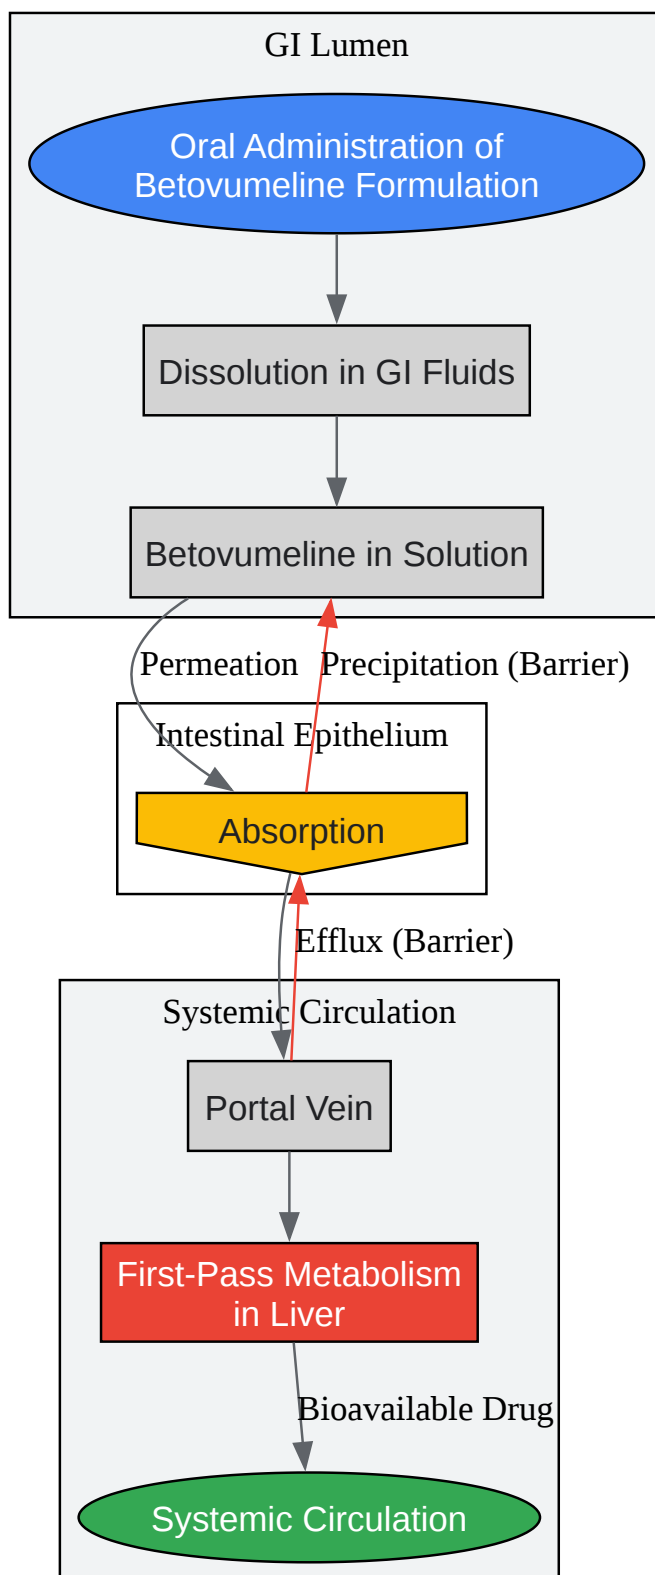 GI Lumen
Oral Administration of
Betovumeline Formulation
Dissolution in GI Fluids
Betovumeline in Solution
Permeation
Precipitation (Barrier)
Intestinal Epithelium
Absorption
Efflux (Barrier)
Systemic Circulation
Portal Vein
First-Pass Metabolism
in Liver
Bioavailable Drug
Systemic Circulation